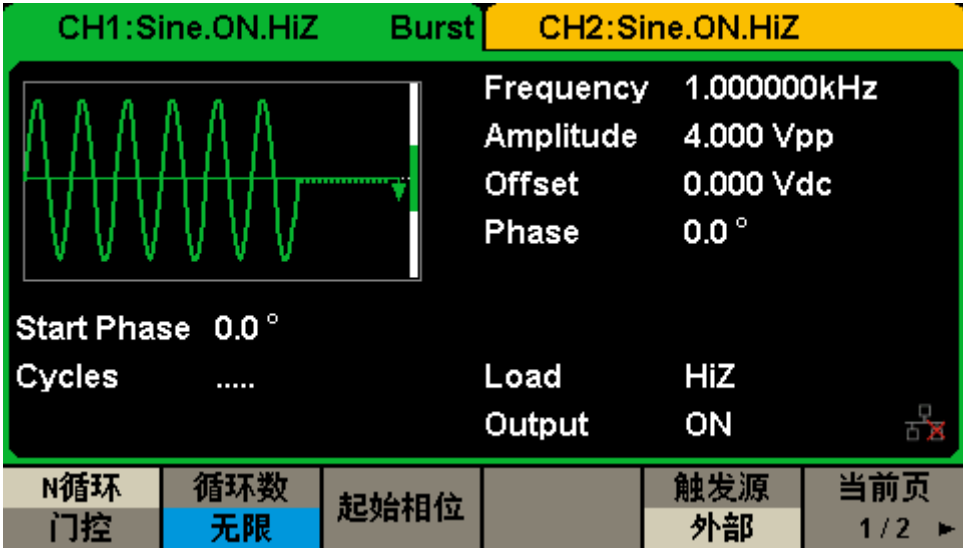 CH1:Sine.ON.HiZ Burst CH2:Sine.ON.HiZ
Frequency 1.000000kHz
Amplitude 4.000 Vpp
Offset 0.000 Vdc
Phase 0.0 °
Start Phase 0.0 °
Cycles ..... Load HiZ
Output ON
N循环 循环数 起始相位 触发源 当前页
门控 无限 外部 1/2 ►